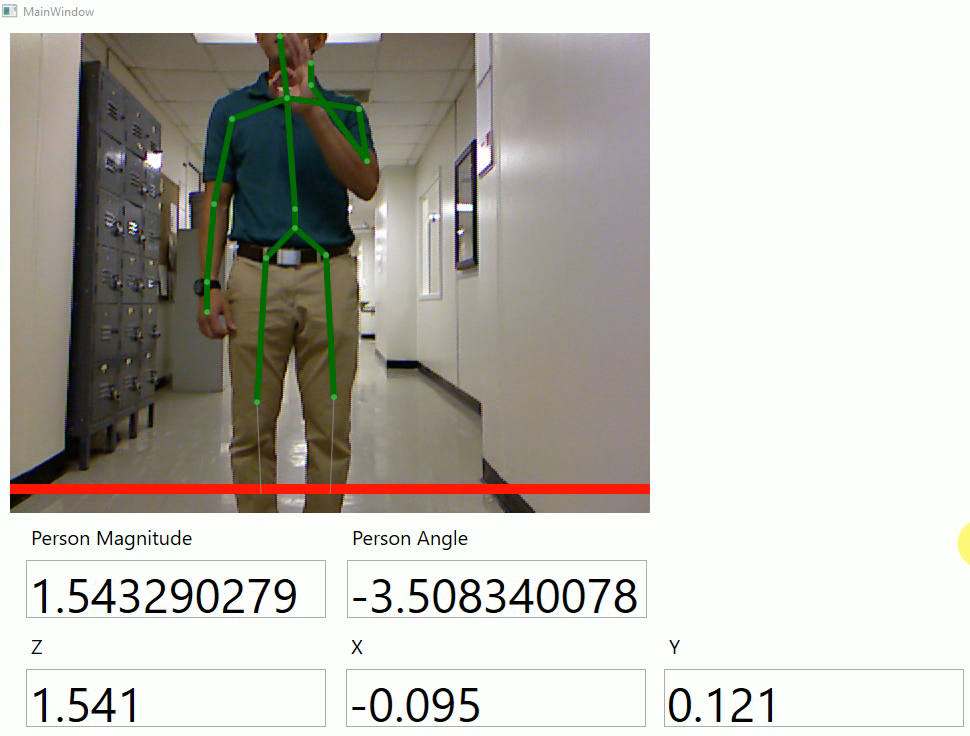 MainWindow
Person Magnitude
Person Angle
1.543290279
-3.508340078
Z
X
Y
1.541
-0.095
0.121